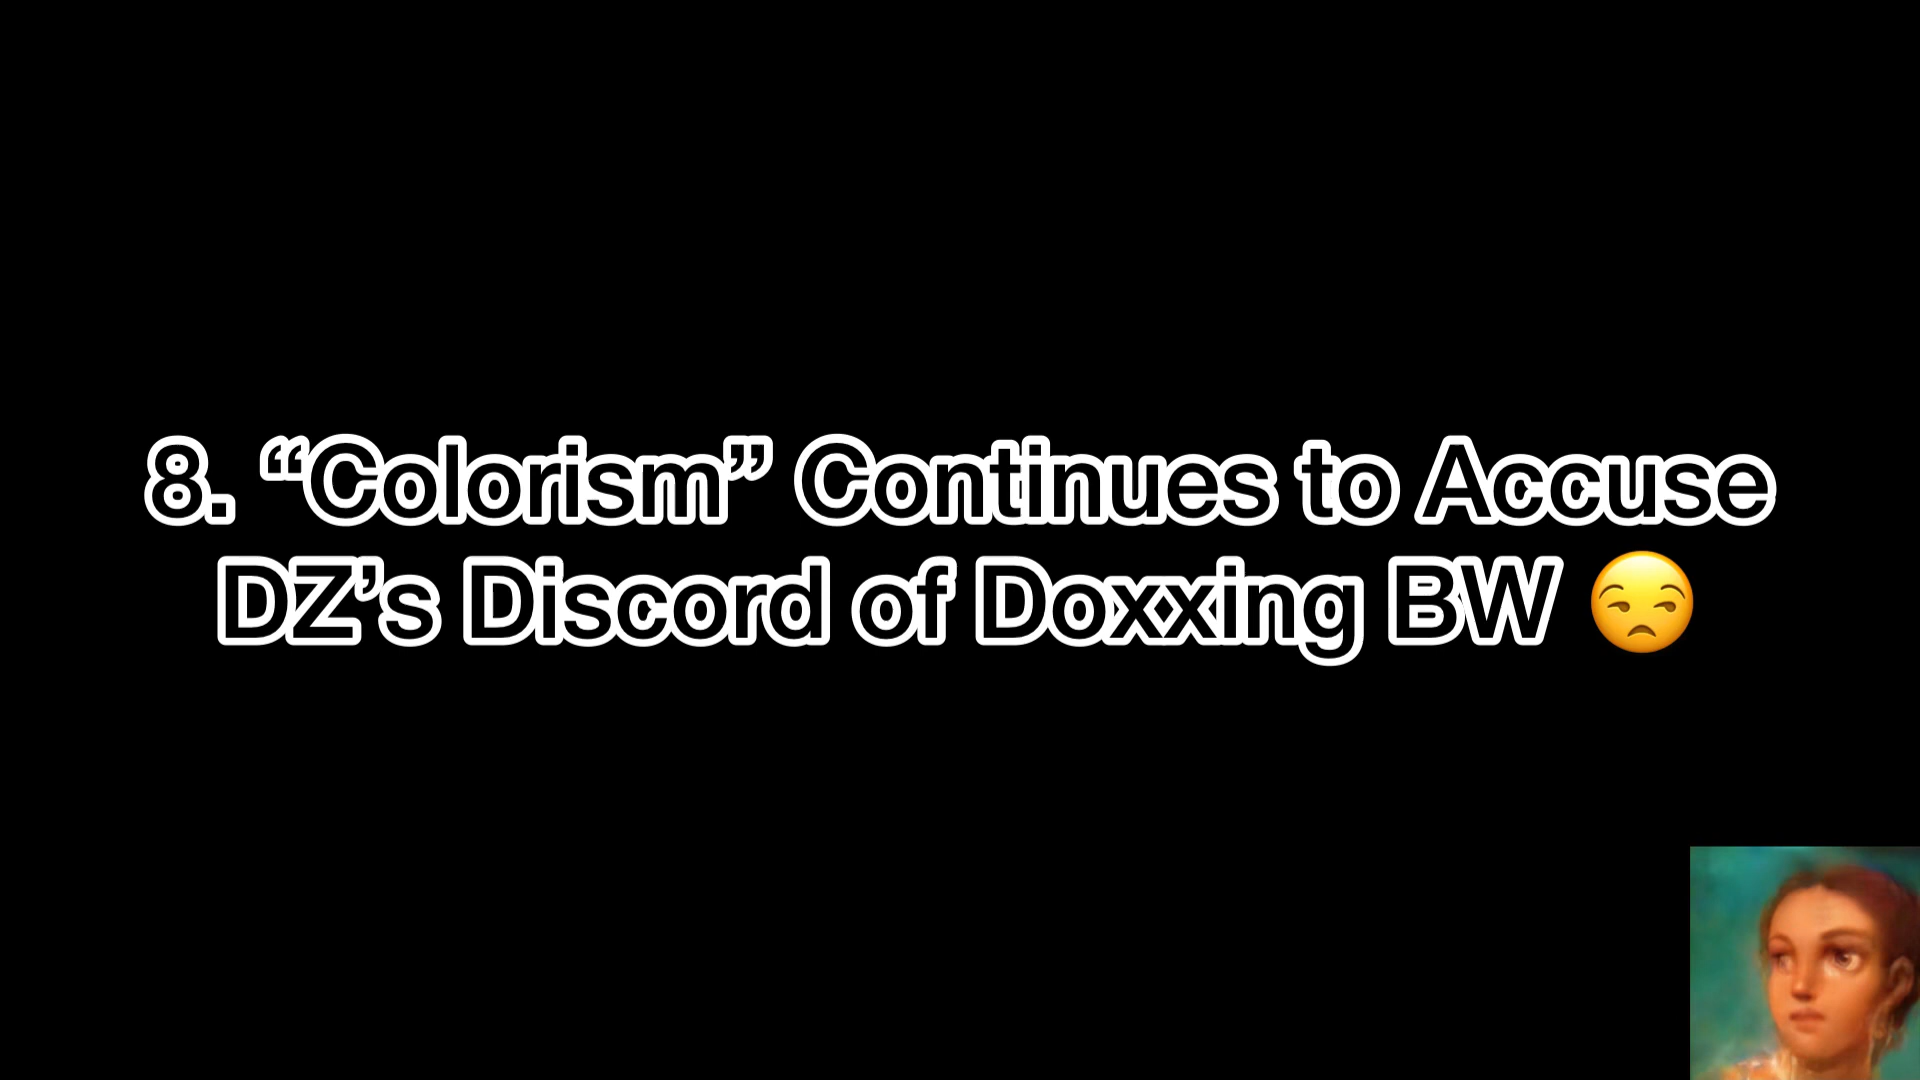 8. “Colorism” Continues to Accuse
DZ’s Discord of Doxxing BW 😒